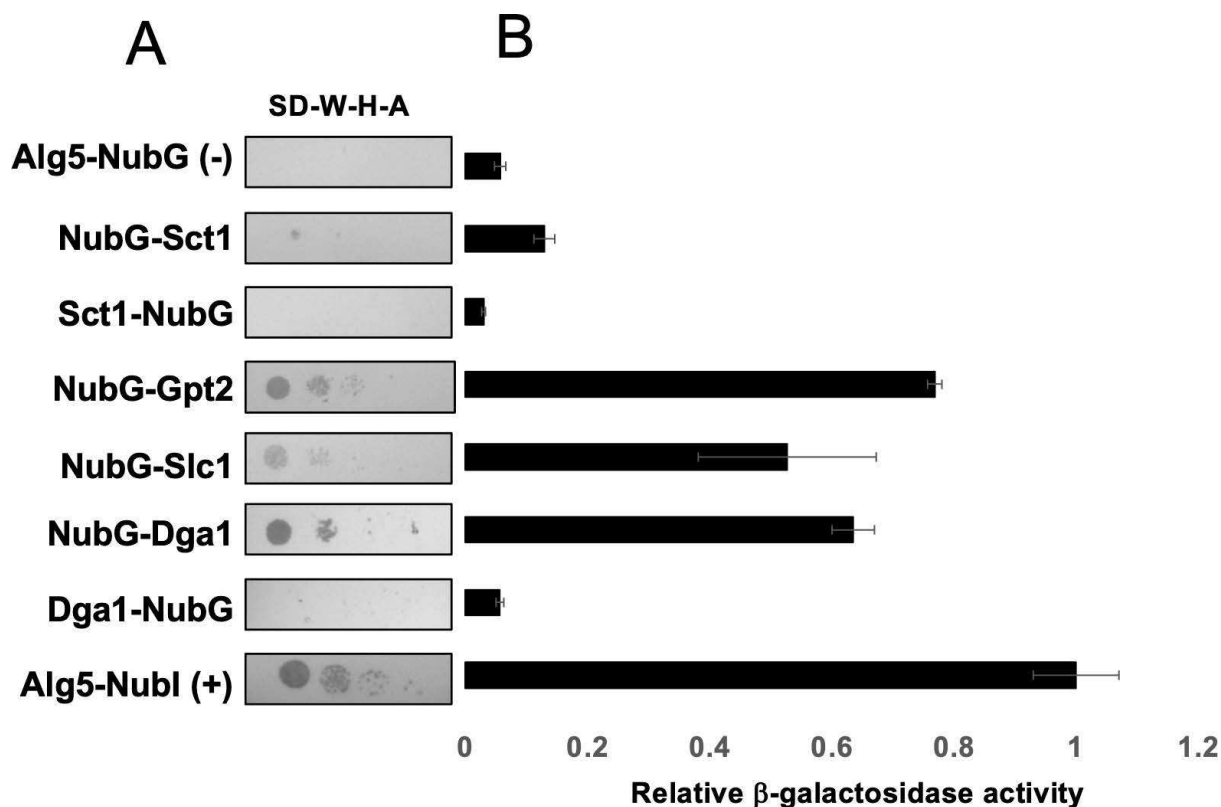 A
B
SD-W-H-A
Alg5-NubG (-)
NubG-Sct1
Sct1-NubG
NubG-Gpt2
NubG-Slc1
NubG-Dga1
Dga1-NubG
Alg5-NubI (+)
0 0.2 0.4 0.6 0.8 1 1.2
Relative β-galactosidase activity